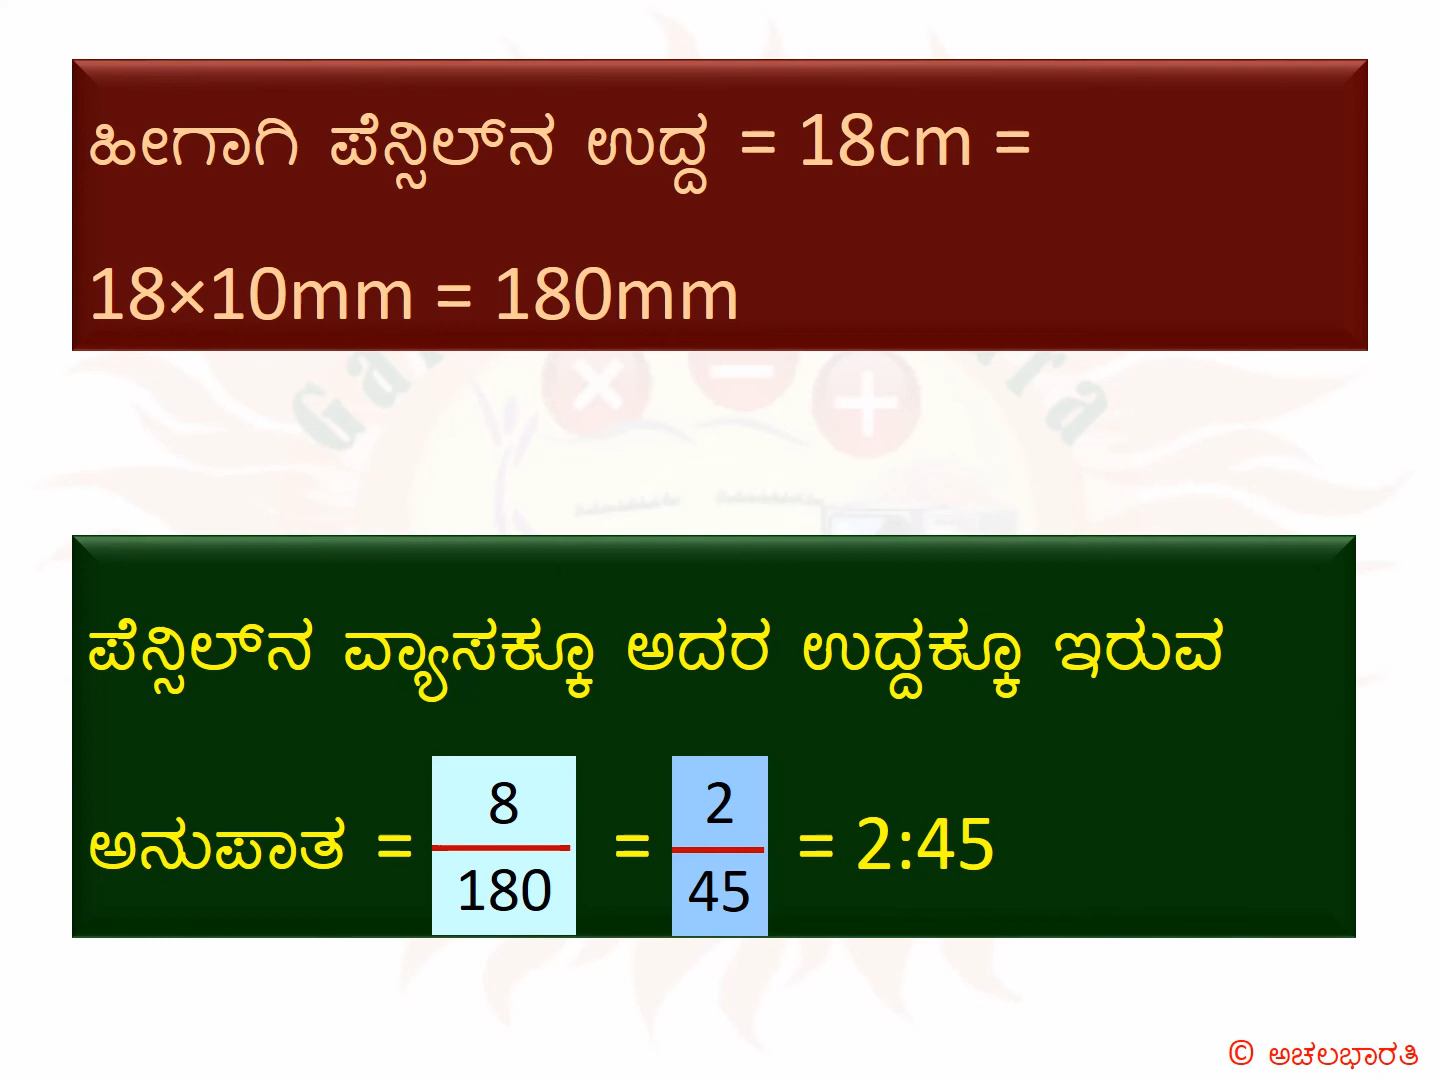 ಹೀಗಾಗಿ ಪೆನ್ಸಿಲ್‌ನ ಉದ್ದ = 18cm =
18×10mm = 180mm
ಪೆನ್ಸಿಲ್‌ನ ವ್ಯಾಸಕ್ಕೂ ಅದರ ಉದ್ದಕ್ಕೂ ಇರುವ
ಅನುಪಾತ = 8/180 = 2/45 = 2:45
© ಅಚಲಭಾರತಿ